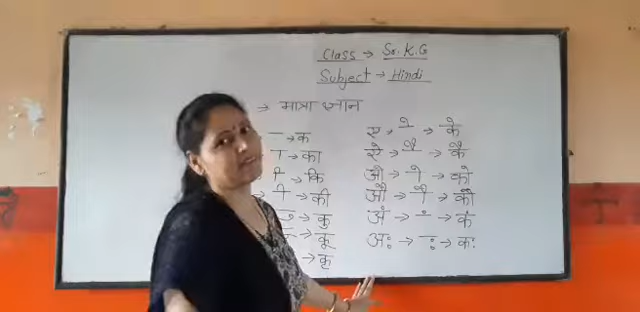 Class → Sr. K.G
Subject → Hindi
→ मात्रा ज्ञान
→ क
ा → का
ि → कि
→ ी → की
ु → कु
ू → कू
→ कृ
ए → े → के
ऐ → ै → कै
ओ → ो → को
औ → ौ → कौ
अं → ं → कं
अः → ः → कः